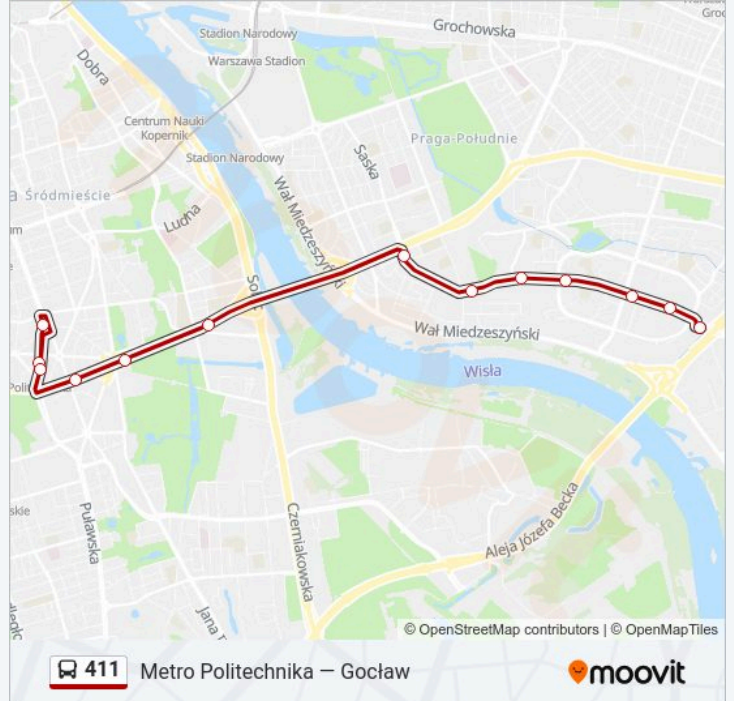 Warszawa
Stadion Narodowy
Grochowska
Dobra
Warszawa Stadion
Centrum Nauki
Kopernik
Praga-Południe
Stadion Narodowy
Saska
Śródmieście
Wał Miedzeszyński
Ludna
Wał Miedzeszyński
Wisła
Puławska
Czerniakowska
Aleja Józefa Becka
© OpenStreetMap contributors | © OpenMapTiles
411 Metro Politechnika — Gocław
moovit